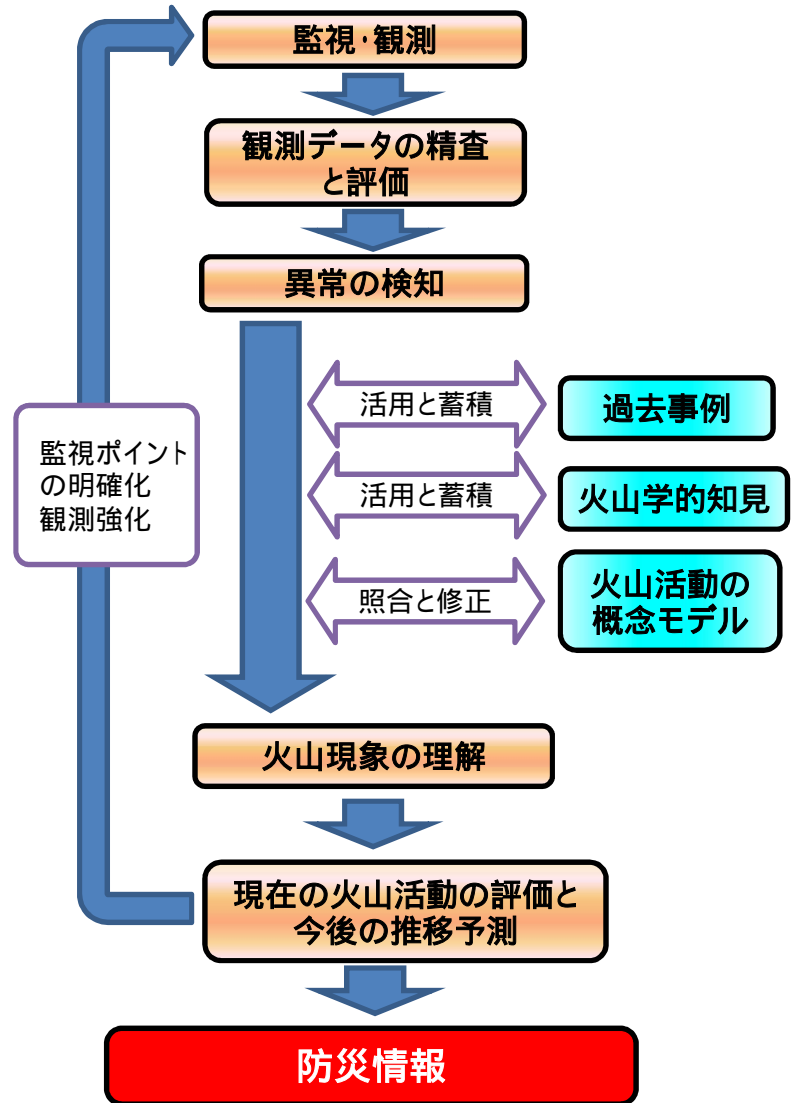 監視・観測
観測データの精査
と評価
異常の検知
活用と蓄積
過去事例
監視ポイント
の明確化
観測強化
活用と蓄積
火山学的知見
照合と修正
火山活動の
概念モデル
火山現象の理解
現在の火山活動の評価と
今後の推移予測
防災情報